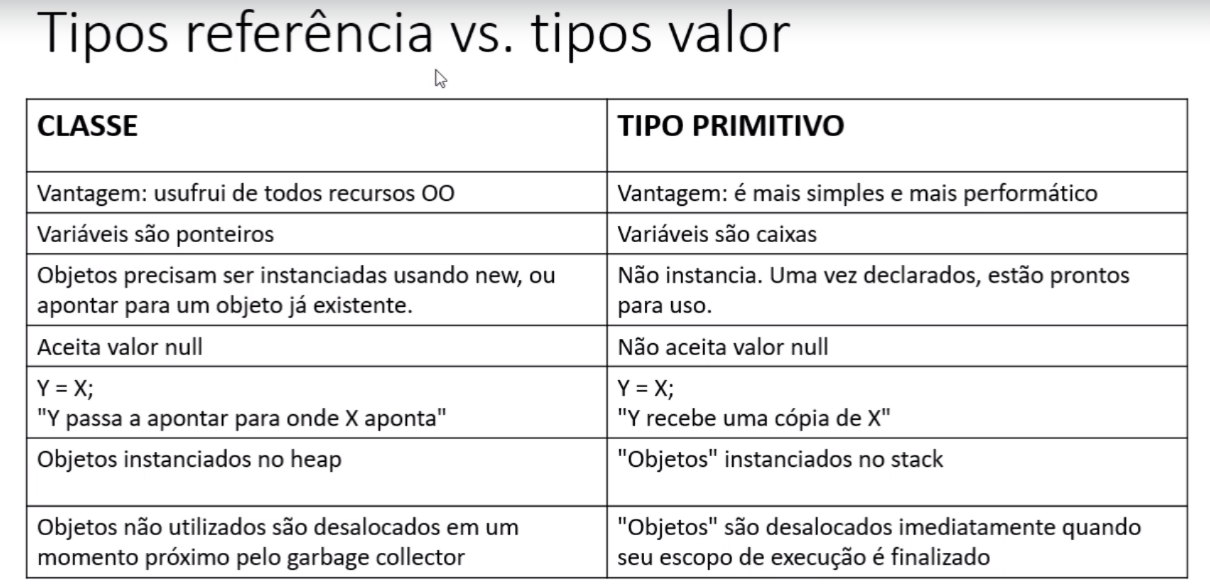 Tipos referência vs. tipos valor
CLASSE
TIPO PRIMITIVO
Vantagem: usufrui de todos recursos OO
Vantagem: é mais simples e mais performático
Variáveis são ponteiros
Variáveis são caixas
Objetos precisam ser instanciadas usando new, ou
apontar para um objeto já existente.
Não instancia. Uma vez declarados, estão prontos
para uso.
Aceita valor null
Não aceita valor null
Y = X;
"Y passa a apontar para onde X aponta"
Y = X;
"Y recebe uma cópia de X"
Objetos instanciados no heap
"Objetos" instanciados no stack
Objetos não utilizados são desalocados em um
momento próximo pelo garbage collector
"Objetos" são desalocados imediatamente quando
seu escopo de execução é finalizado